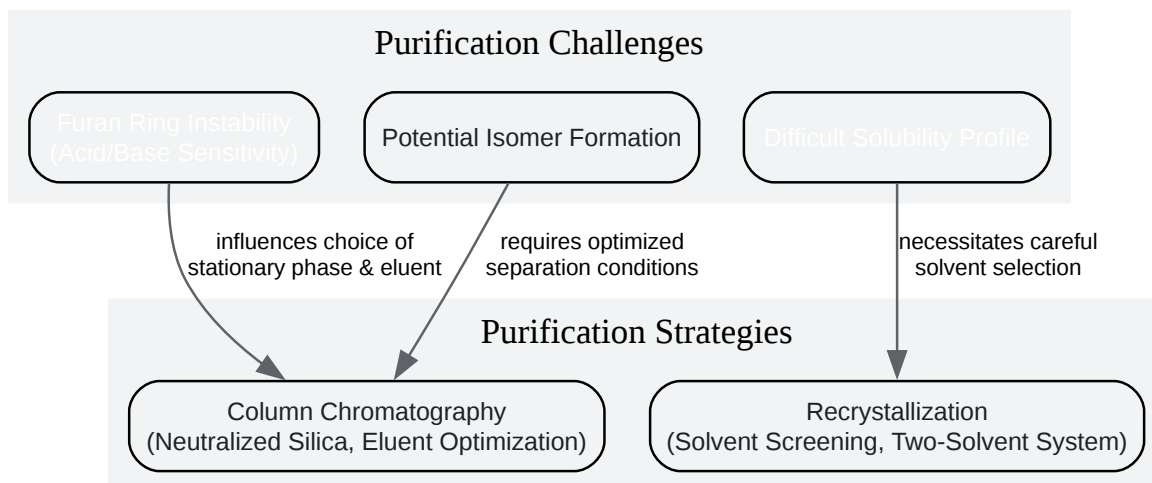 Purification Challenges
Furan Ring Instability
(Acid/Base Sensitivity)
Potential Isomer Formation
Difficult Solubility Profile
influences choice of
stationary phase & eluent
requires optimized
separation conditions
necessitates careful
solvent selection
Purification Strategies
Column Chromatography
(Neutralized Silica, Eluent Optimization)
Recrystallization
(Solvent Screening, Two-Solvent System)